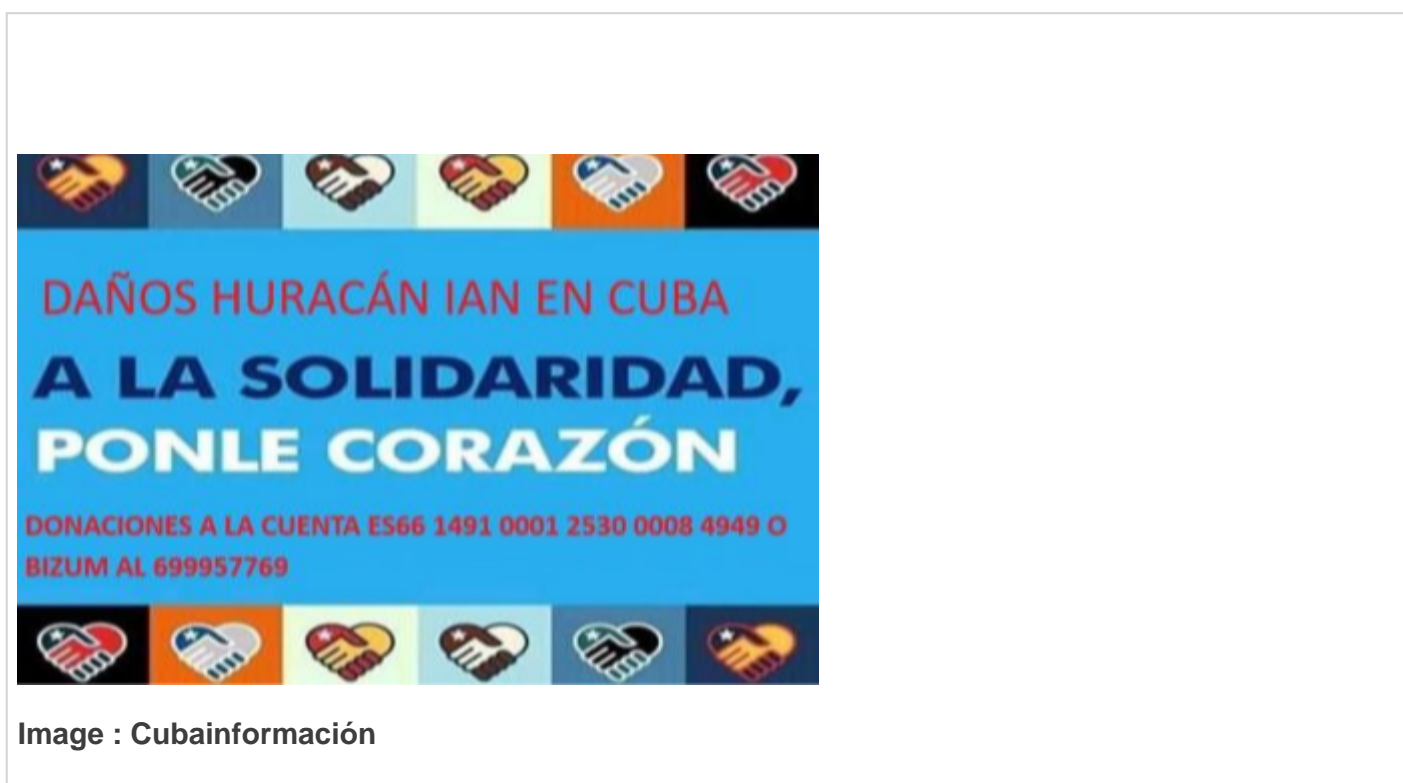 DAÑOS HURACÁN IAN EN CUBA
A LA SOLIDARIDAD,
PONLE CORAZÓN
DONACIONES A LA CUENTA ES66 1491 0001 2530 0008 4949 O
BIZUM AL 699957769
Image : Cubainformación